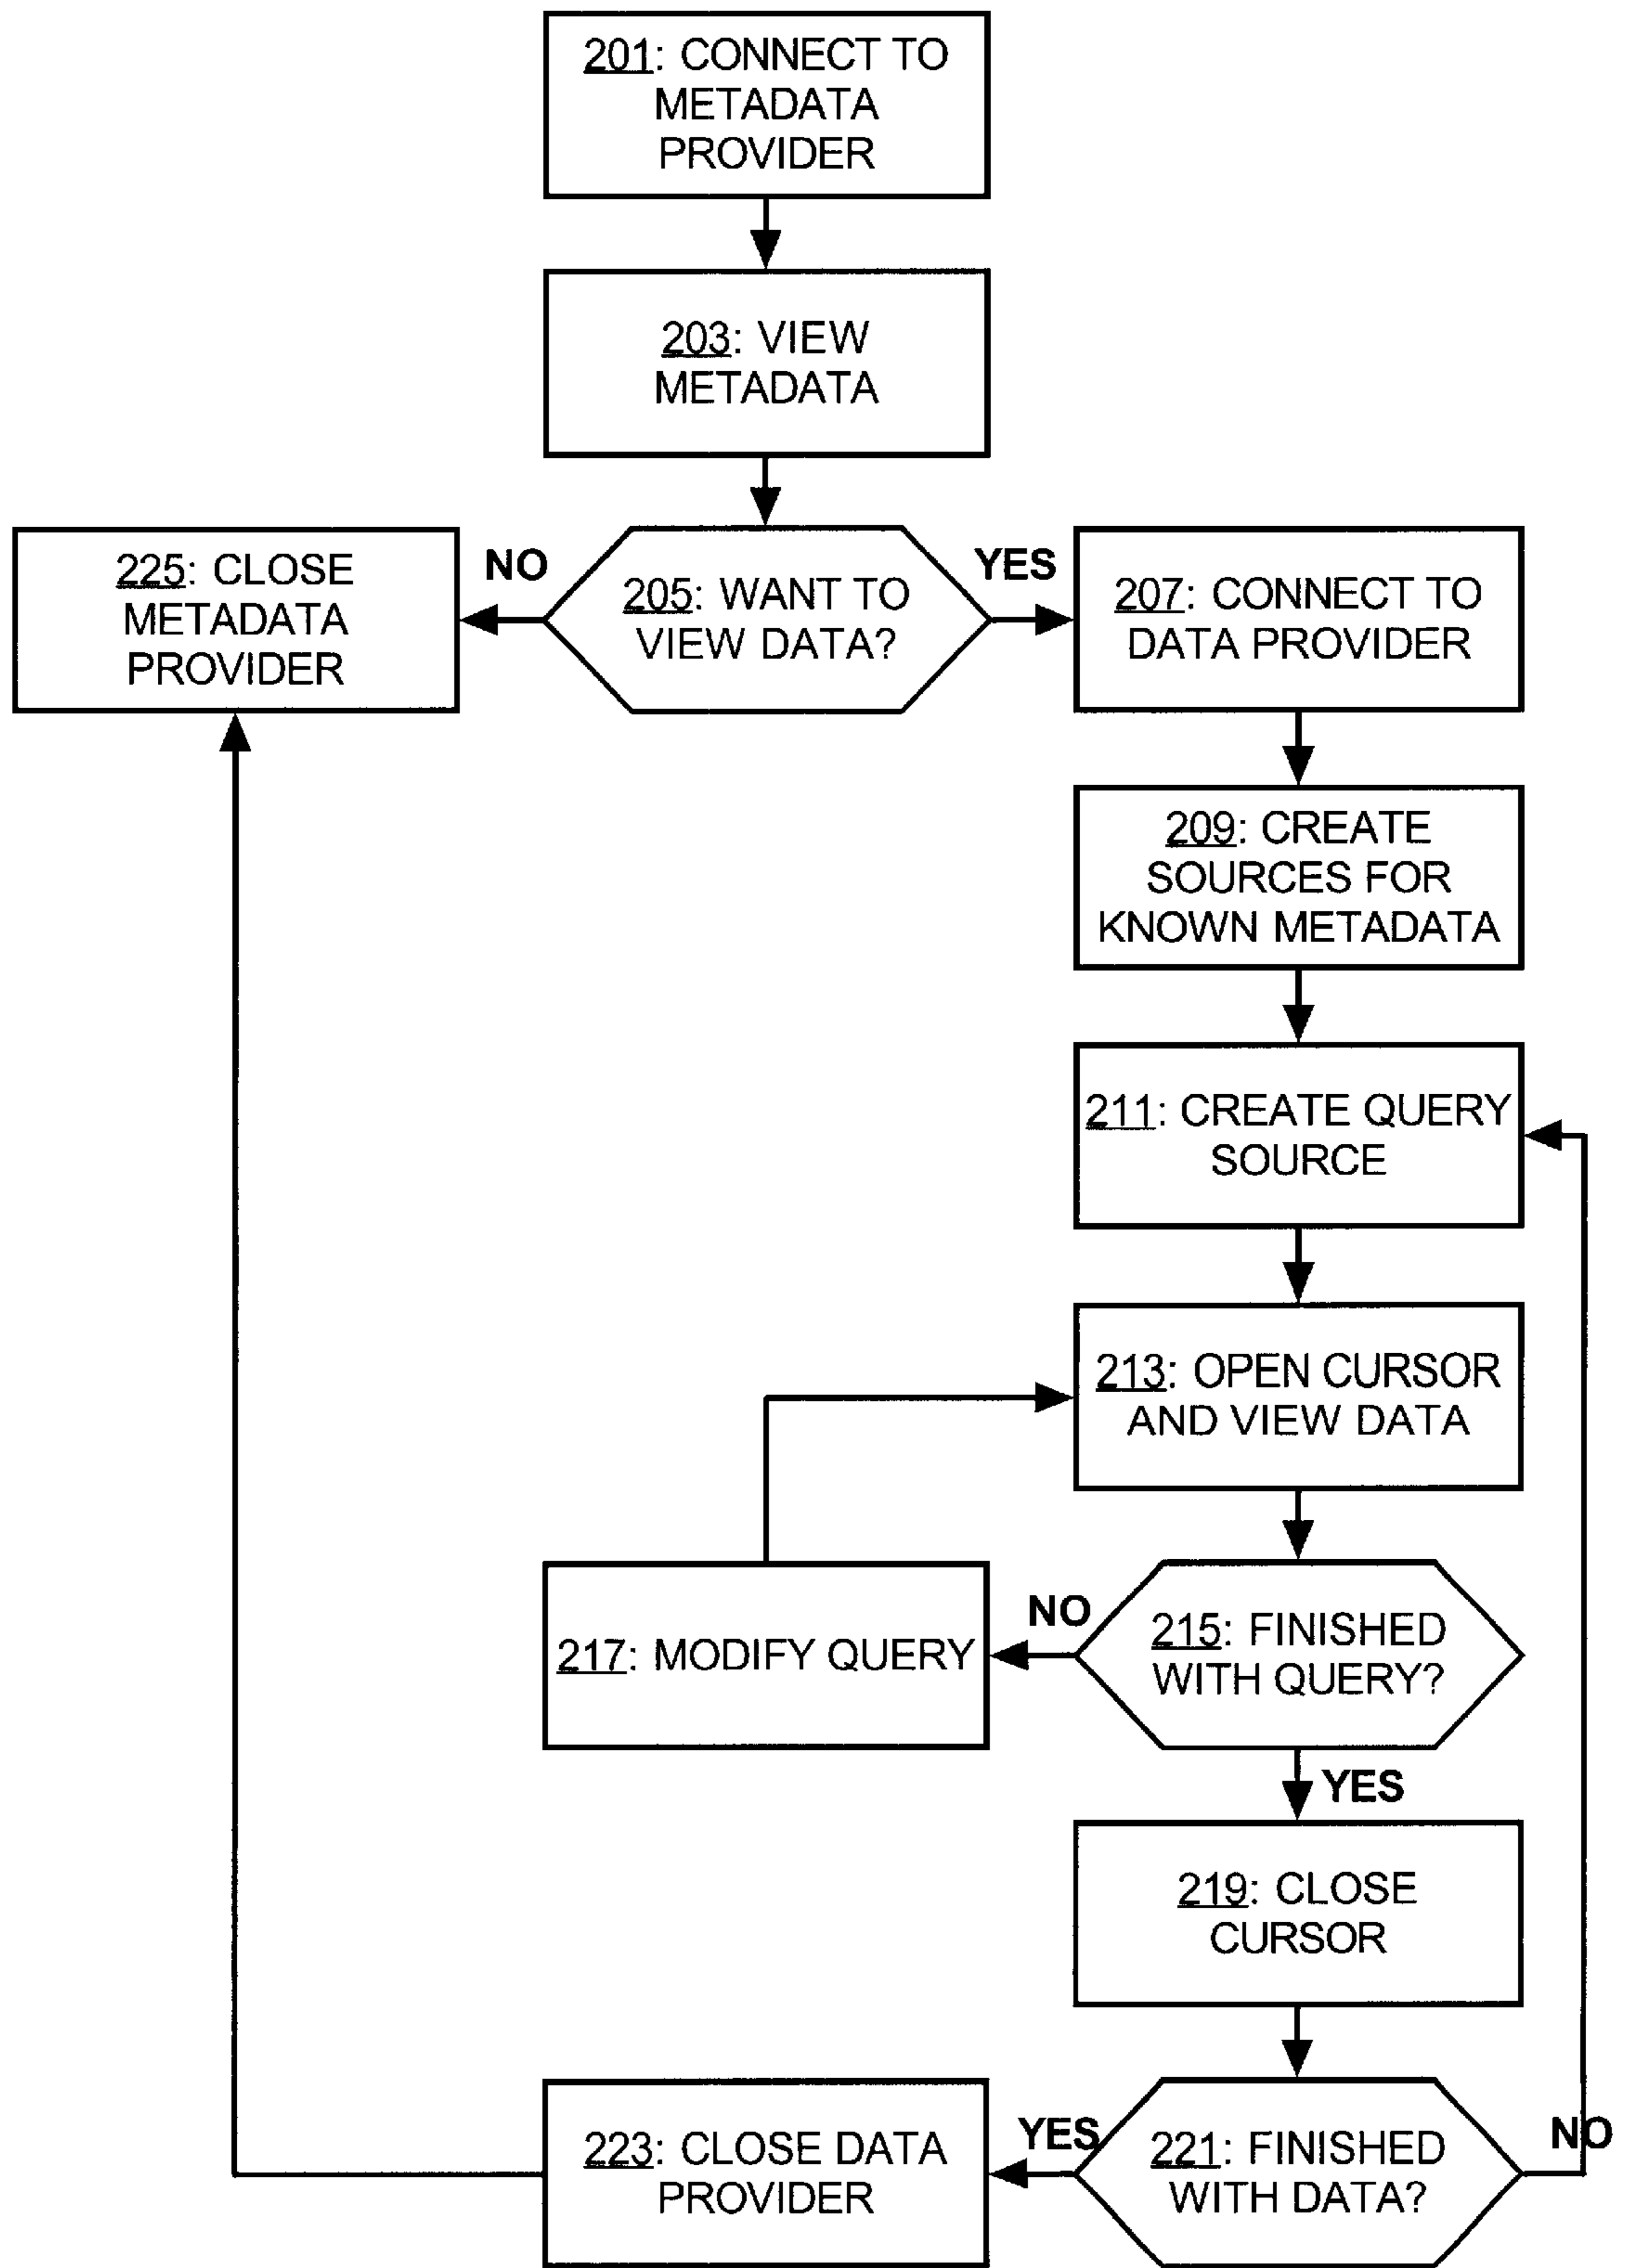 201: CONNECT TO
METADATA
PROVIDER
203: VIEW
METADATA
225: CLOSE
METADATA
PROVIDER
NO
205: WANT TO
VIEW DATA?
YES
207: CONNECT TO
DATA PROVIDER
209: CREATE
SOURCES FOR
KNOWN METADATA
211: CREATE QUERY
SOURCE
213: OPEN CURSOR
AND VIEW DATA
217: MODIFY QUERY
NO
215: FINISHED
WITH QUERY?
YES
219: CLOSE
CURSOR
223: CLOSE DATA
PROVIDER
YES
221: FINISHED
WITH DATA?
NO